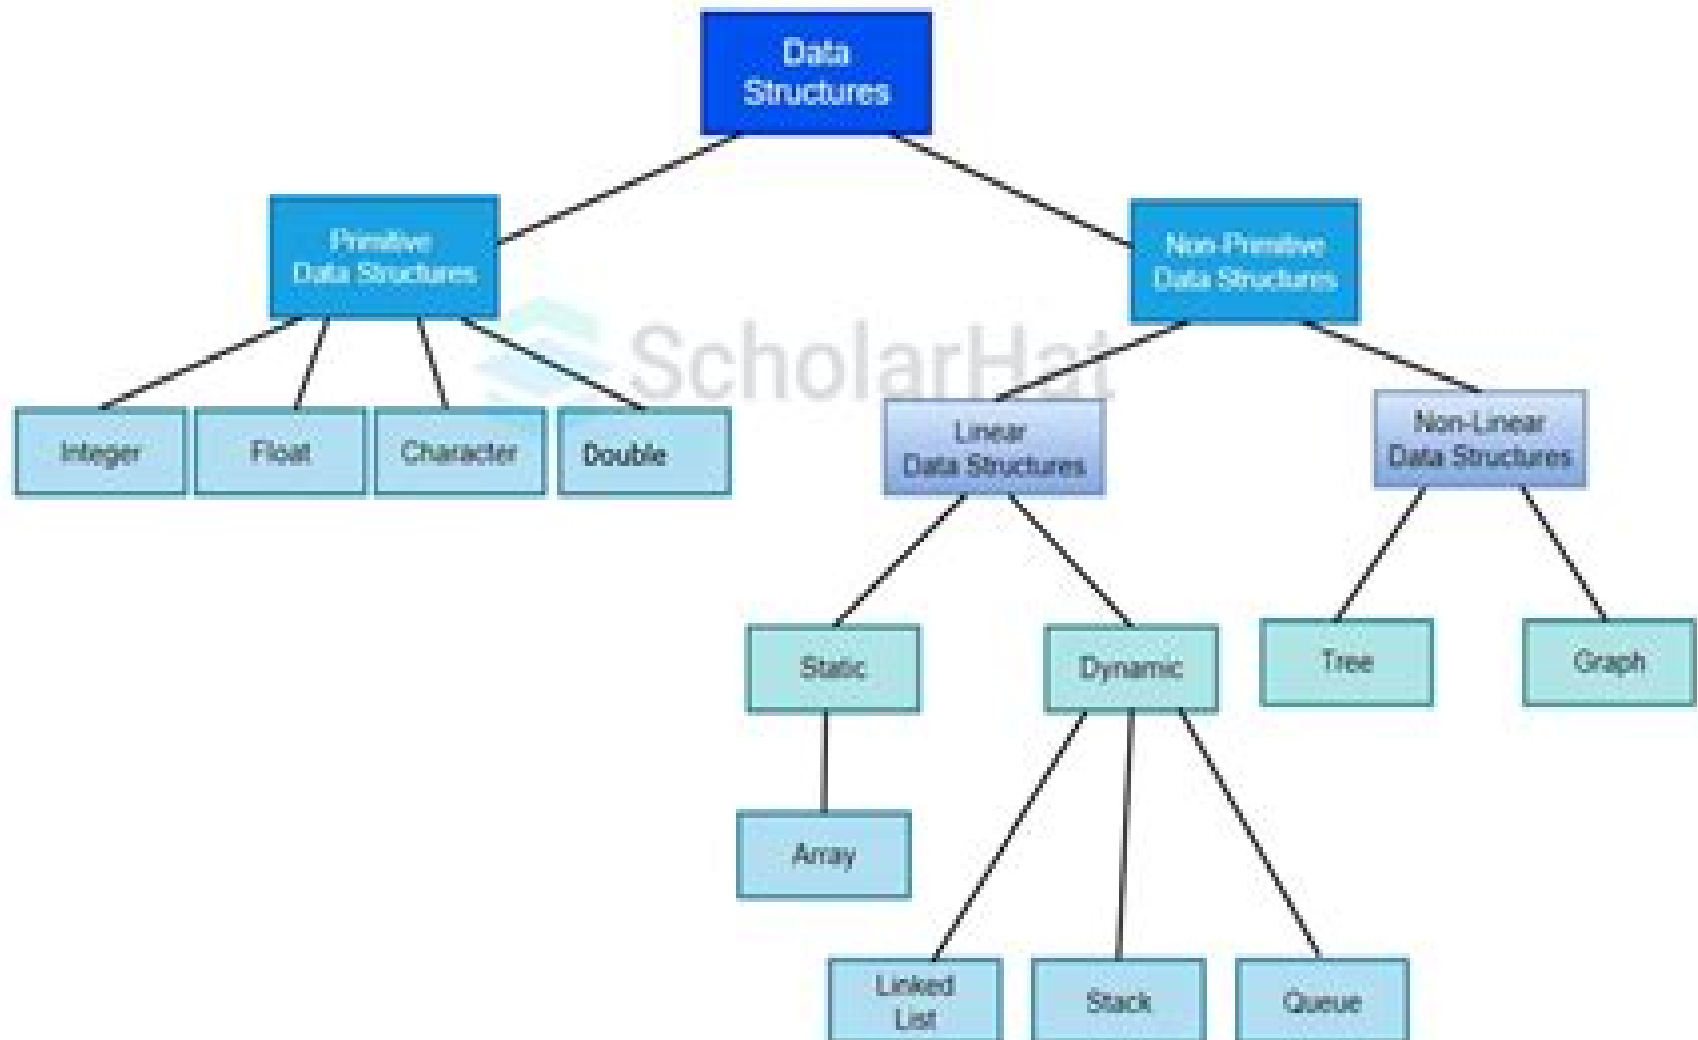 Data
Structures
Primitive
Data Structures
Non-Primitive
Data Structures
ScholarHat
Integer
Float
Character
Double
Linear
Data Structures
Non-Linear
Data Structures
Static
Dynamic
Tree
Graph
Array
Linked
List
Stack
Queue